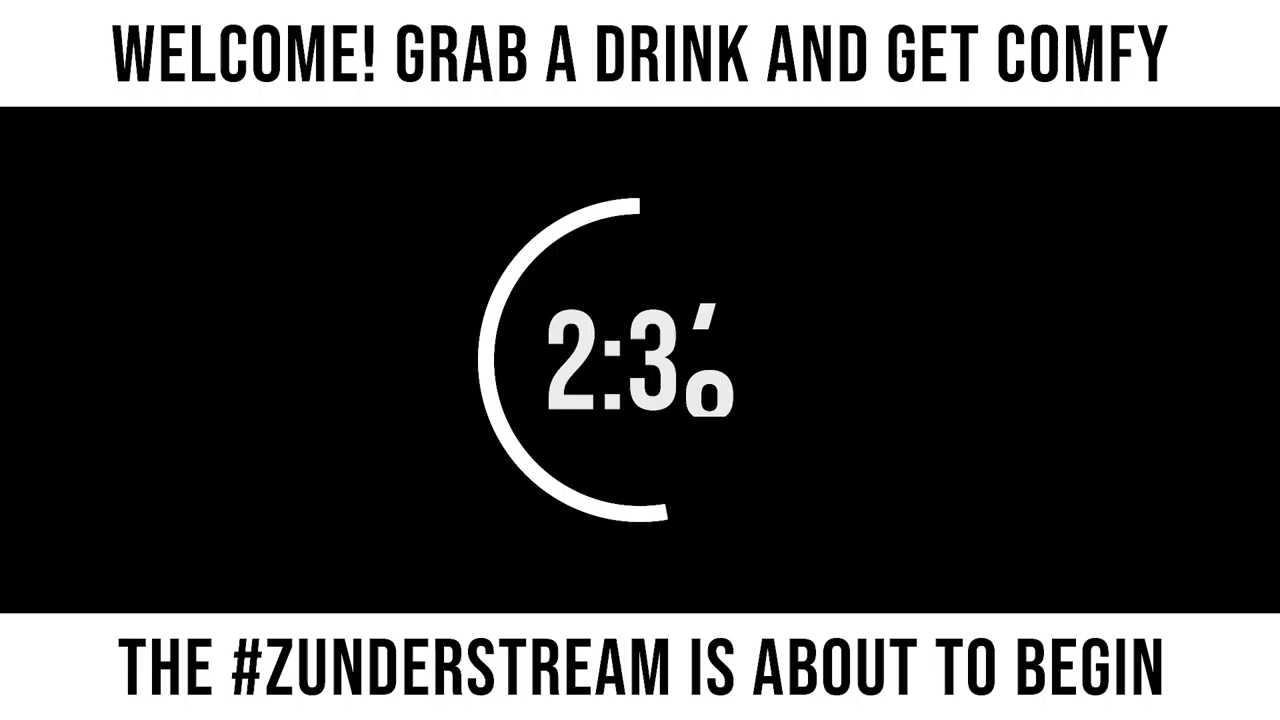 WELCOME! GRAB A DRINK AND GET COMFY
2:3
THE #ZUNDERSTREAM IS ABOUT TO BEGIN